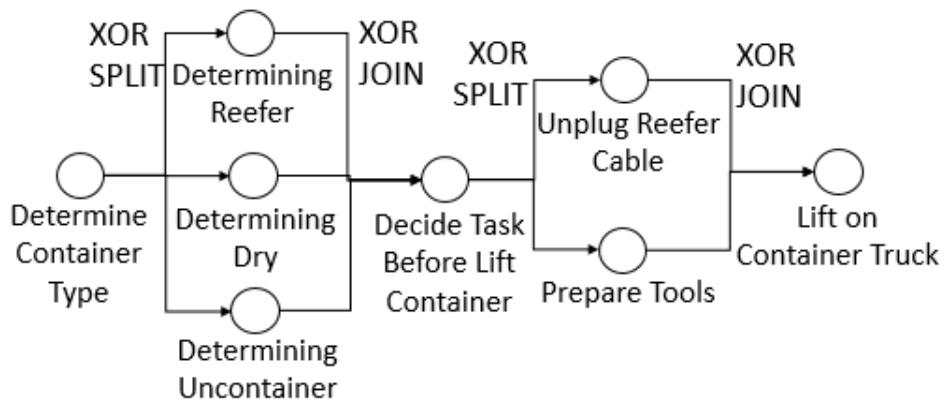 XOR
SPLIT
Determining
Reefer
XOR
JOIN
XOR
SPLIT
Unplug Reefer
Cable
XOR
JOIN
Determine
Container
Type
Determining
Dry
Decide Task
Before Lift
Container
Prepare Tools
Lift on
Container Truck
Determining
Uncontainer